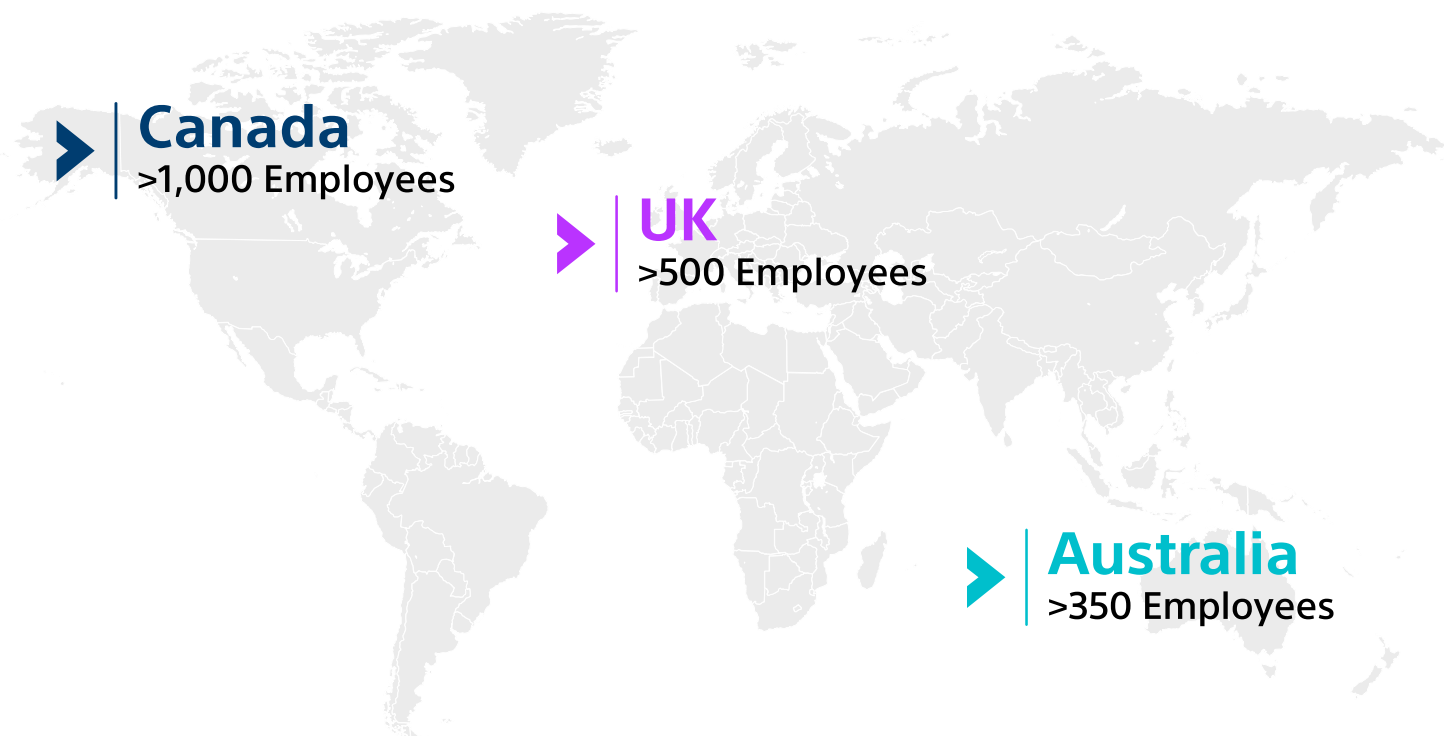 Canada
>1,000 Employees
UK
>500 Employees
Australia
>350 Employees